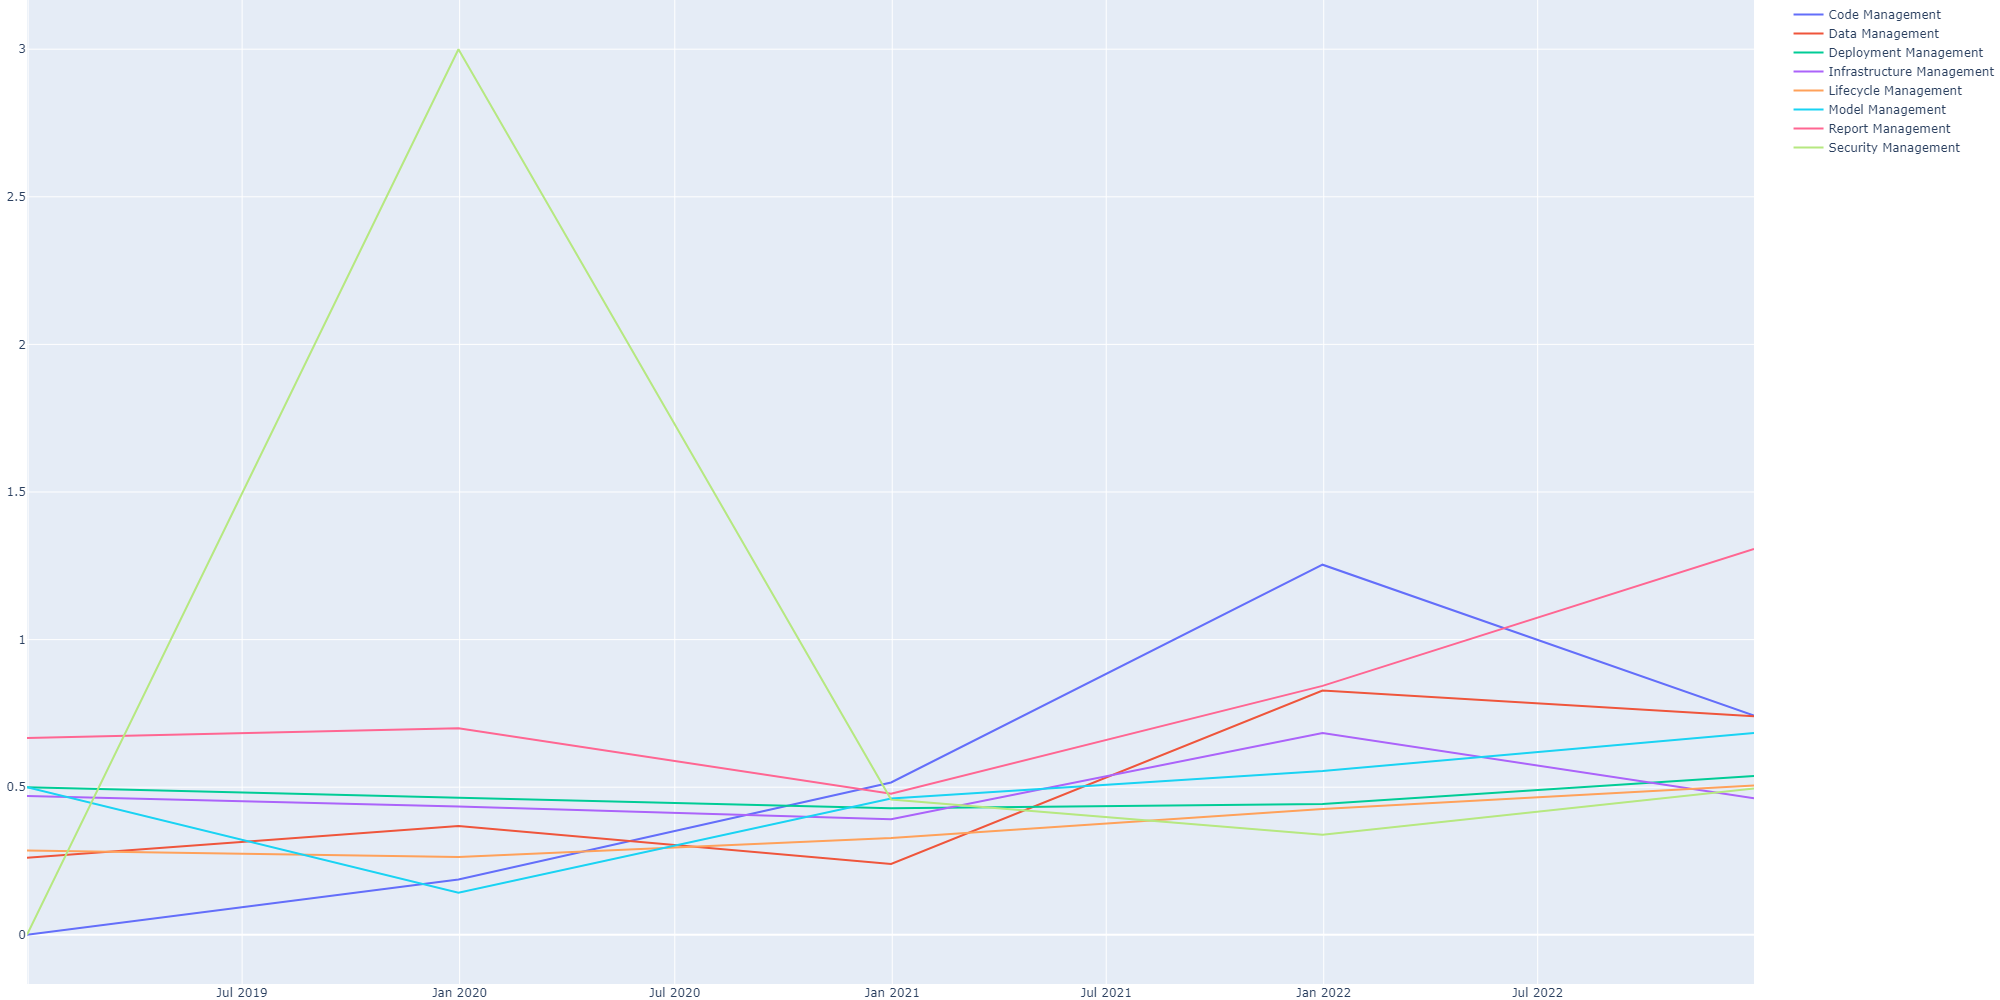 Code Management
Data Management
Deployment Management
Infrastructure Management
Lifecycle Management
Model Management
Report Management
Security Management
3
2.5
2
1.5
1
0.5
0
Jul 2019
Jan 2020
Jul 2020
Jan 2021
Jul 2021
Jan 2022
Jul 2022